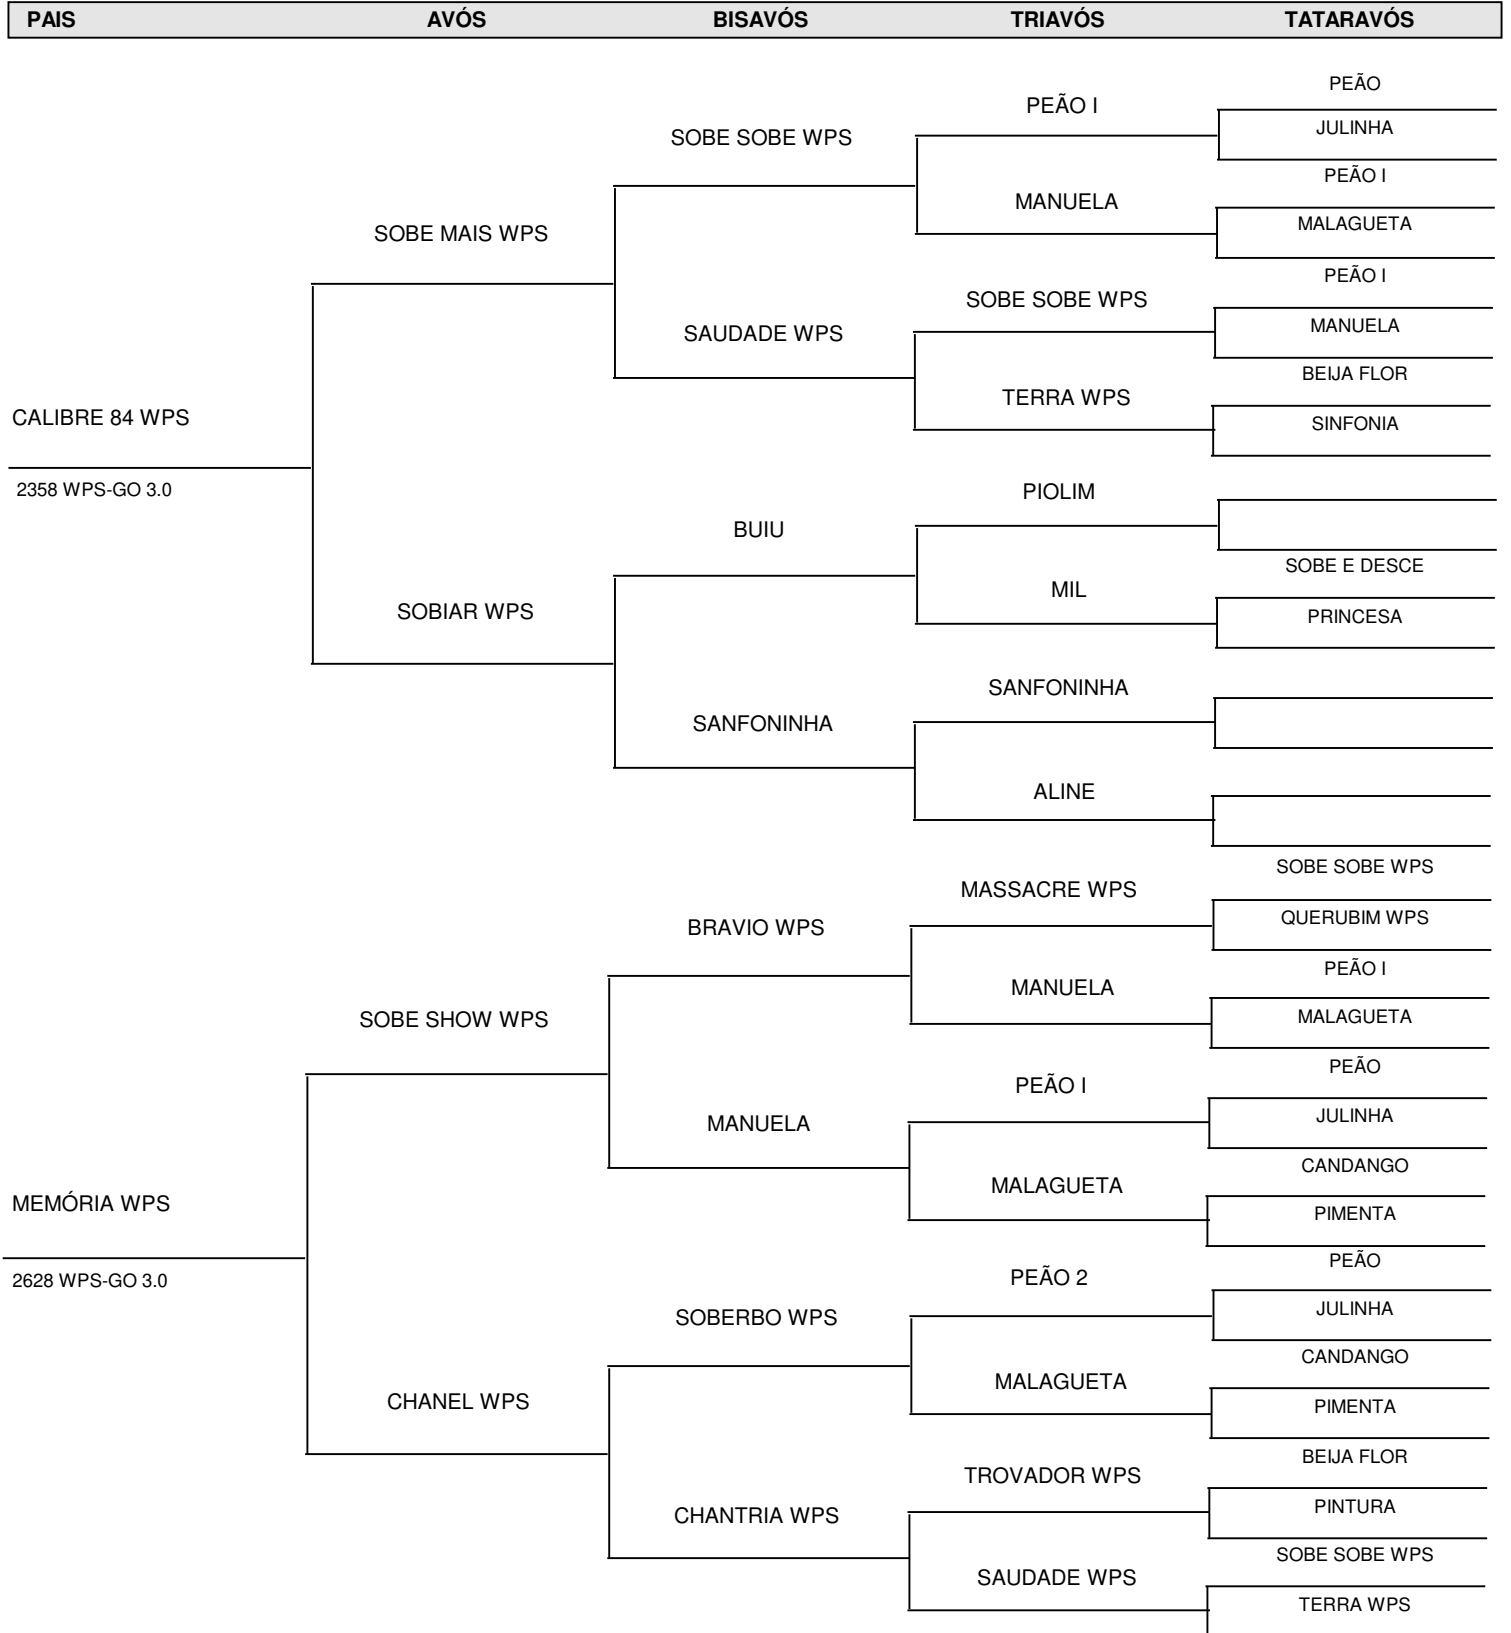 PAIS AVÓS BISAVÓS TRIAVÓS TATARAVÓS
PEÃO
PEÃO I
JULINHA
SOBE SOBE WPS
PEÃO I
MANUELA
MALAGUETA
SOBE MAIS WPS
PEÃO I
SOBE SOBE WPS
MANUELA
SAUDADE WPS
BEIJA FLOR
TERRA WPS
CALIBRE 84 WPS
SINFONIA
2358 WPS-GO 3.0
PIOLIM
BUIU
SOBE E DESCE
MIL
SOBIAR WPS
PRINCESA
SANFONINHA
SANFONINHA
ALINE
SOBE SOBE WPS
MASSACRE WPS
QUERUBIM WPS
BRAVIO WPS
PEÃO I
MANUELA
SOBE SHOW WPS
MALAGUETA
PEÃO
PEÃO I
JULINHA
MANUELA
CANDANGO
MALAGUETA
MEMÓRIA WPS
PIMENTA
PEÃO
2628 WPS-GO 3.0
PEÃO 2
JULINHA
SOBERBO WPS
CANDANGO
MALAGUETA
CHANEL WPS
PIMENTA
BEIJA FLOR
TROVADOR WPS
PINTURA
CHANTRIA WPS
SOBE SOBE WPS
SAUDADE WPS
TERRA WPS